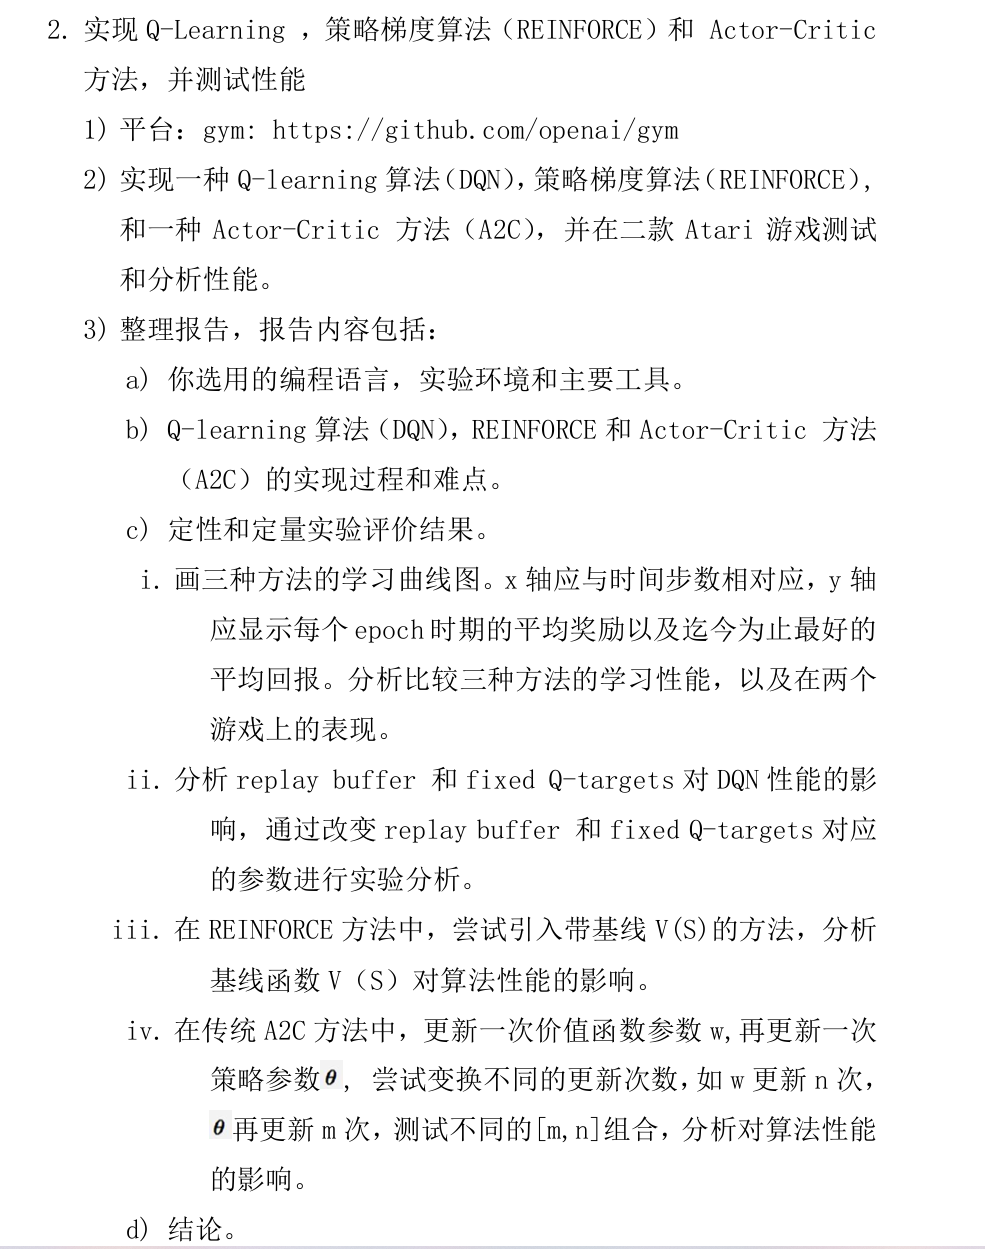 2. 实现 Q-Learning ，策略梯度算法（REINFORCE）和 Actor-Critic
方法，并测试性能
1) 平台：gym: https://github.com/openai/gym
2) 实现一种 Q-learning 算法（DQN），策略梯度算法（REINFORCE），
和一种 Actor-Critic 方法（A2C），并在二款 Atari 游戏测试
和分析性能。
3) 整理报告，报告内容包括：
a) 你选用的编程语言，实验环境和主要工具。
b) Q-learning 算法（DQN），REINFORCE 和 Actor-Critic 方法
（A2C）的实现过程和难点。
c) 定性和定量实验评价结果。
i. 画三种方法的学习曲线图。x 轴应与时间步数相对应，y 轴
应显示每个 epoch 时期的平均奖励以及迄今为止最好的
平均回报。分析比较三种方法的学习性能，以及在两个
游戏上的表现。
ii. 分析 replay buffer 和 fixed Q-targets 对 DQN 性能的影
响，通过改变 replay buffer 和 fixed Q-targets 对应
的参数进行实验分析。
iii. 在 REINFORCE 方法中，尝试引入带基线 V(S)的方法，分析
基线函数 V（S）对算法性能的影响。
iv. 在传统 A2C 方法中，更新一次价值函数参数 w,再更新一次
策略参数θ, 尝试变换不同的更新次数，如 w 更新 n 次，
θ再更新 m 次，测试不同的[m,n]组合，分析对算法性能
的影响。
d) 结论。